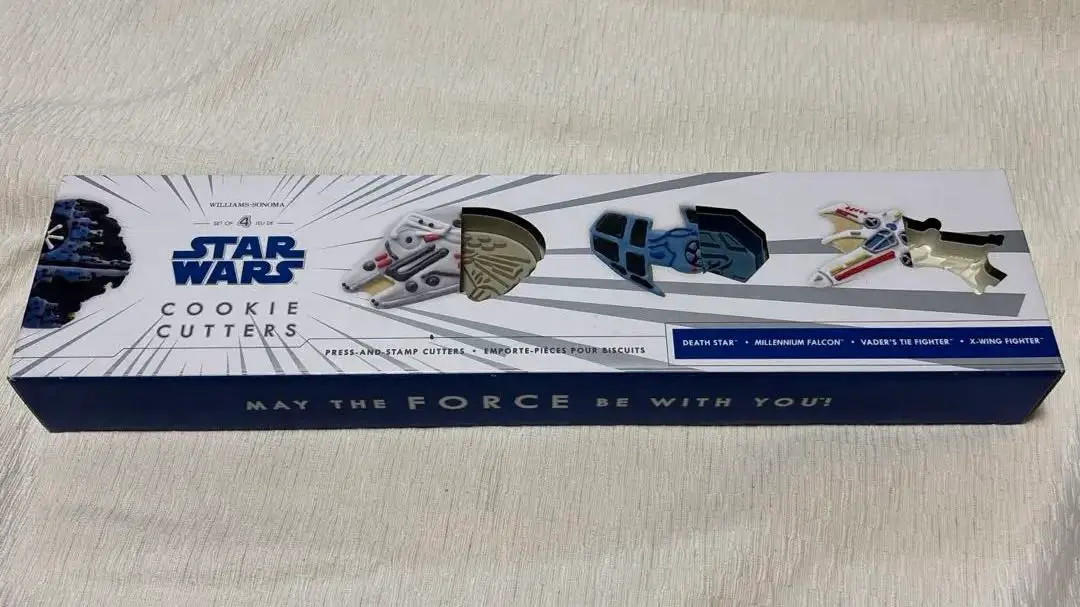 WILLIAMS-SONOMA
SET OF 4 JEU DE
STAR
WARS
COOKIE
CUTTERS
PRESS-AND-STAMP CUTTERS • EMPORTE-PIÈCES POUR BISCUITS
DEATH STAR™ • MILLENNIUM FALCON™ • VADER'S TIE FIGHTER™ • X-WING FIGHTER™
MAY THE FORCE BE WITH YOU™!